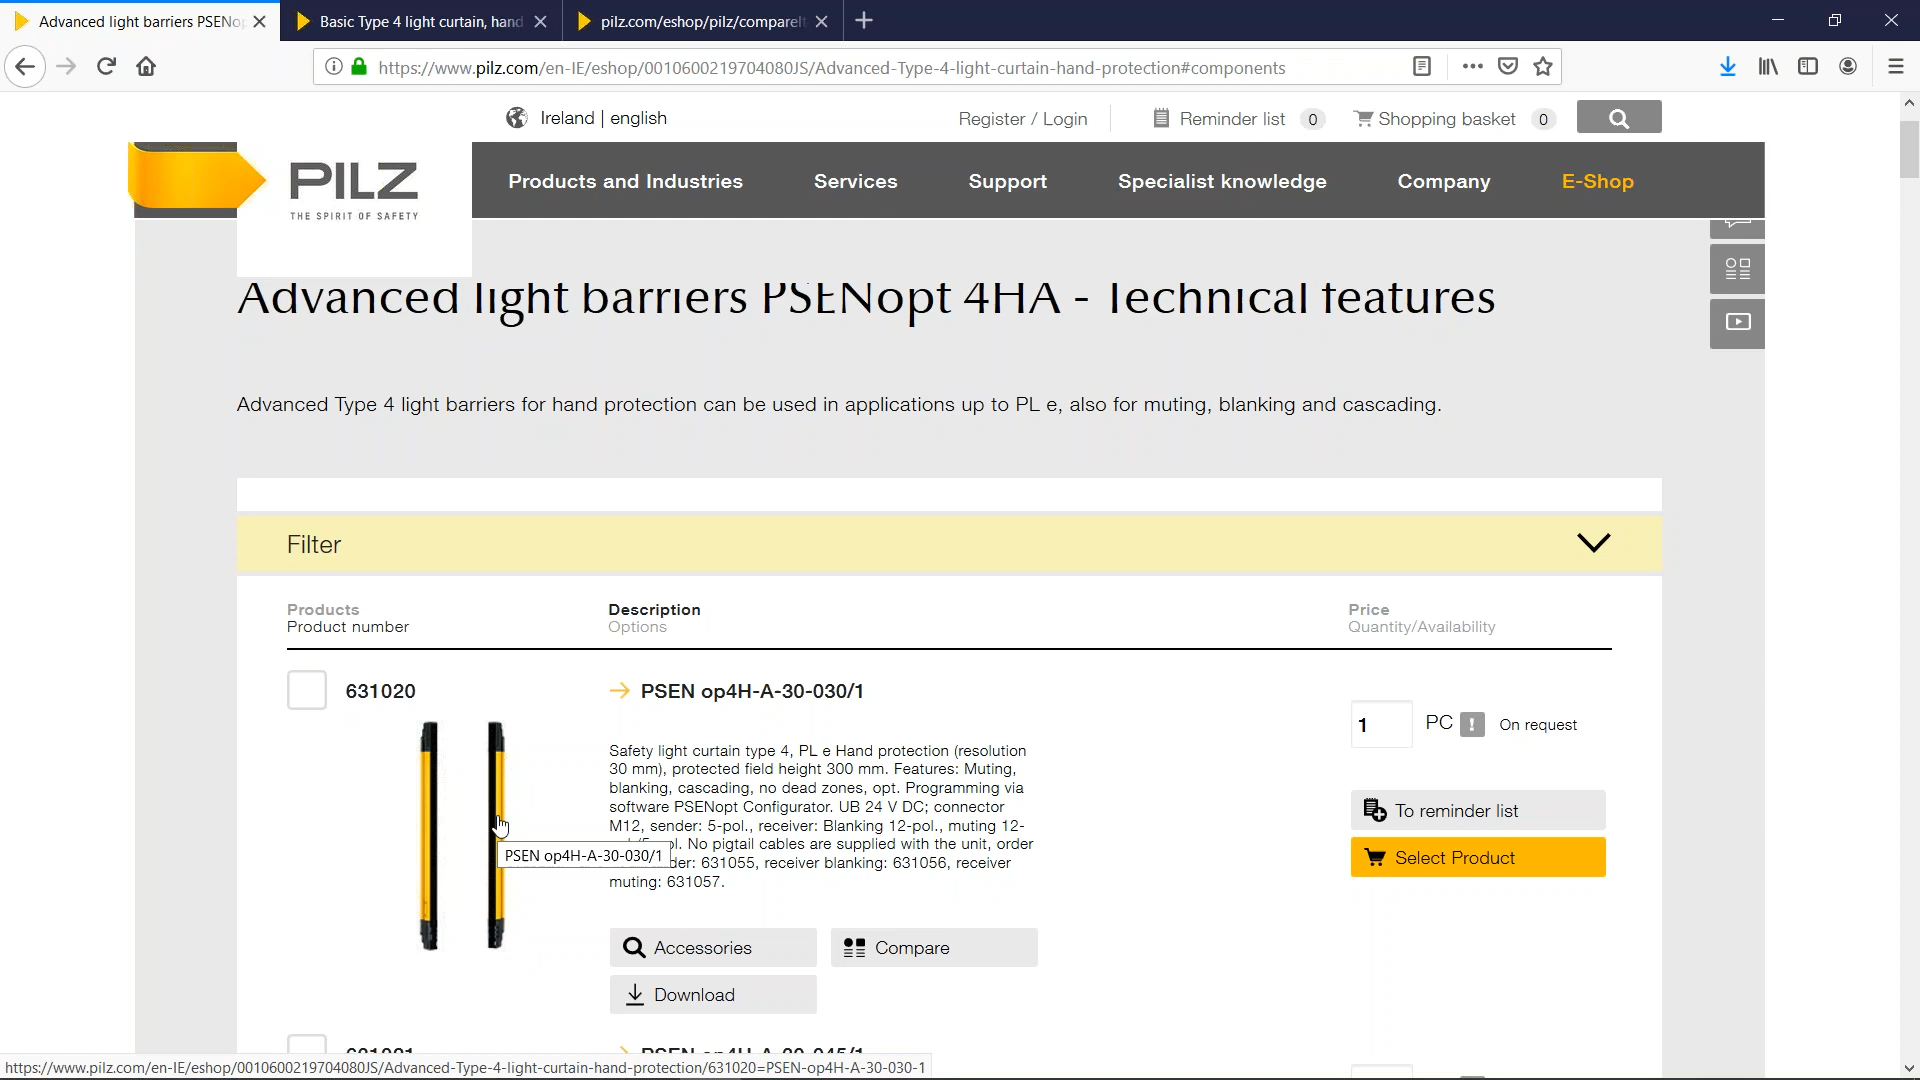 Advanced light barriers PSENop
Basic Type 4 light curtain, hand
pilz.com/eshop/pilz/compareIt
https://www.pilz.com/en-IE/eshop/00106002197040​80JS/Advanced-Type-4-light-curtain-hand-protection#components
Ireland | english
Register / Login
Reminder list 0
Shopping basket 0
PILZ
THE SPIRIT OF SAFETY
Products and Industries
Services
Support
Specialist knowledge
Company
E-Shop
Advanced light barriers PSENopt 4HA - Technical features
Advanced Type 4 light barriers for hand protection can be used in applications up to PL e, also for muting, blanking and cascading.
Filter
Products
Product number
Description
Options
Price
Quantity/Availability
631020
PSEN op4H-A-30-030/1
Safety light curtain type 4, PL e Hand protection (resolution
30 mm), protected field height 300 mm. Features: Muting,
blanking, cascading, no dead zones, opt. Programming via
software PSENopt Configurator. UB 24 V DC; connector
M12, sender: 5-pol., receiver: Blanking 12-pol., muting 12-
l. No pigtail cables are supplied with the unit, order
der: 631055, receiver blanking: 631056, receiver
muting: 631057.
PSEN op4H-A-30-030/1
1 PC ! On request
To reminder list
Select Product
Accessories
Compare
Download
https://www.pilz.com/en-IE/eshop/00106002197040​80JS/Advanced-Type-4-light-curtain-hand-protection/631020=PSEN-op4H-A-30-030-1